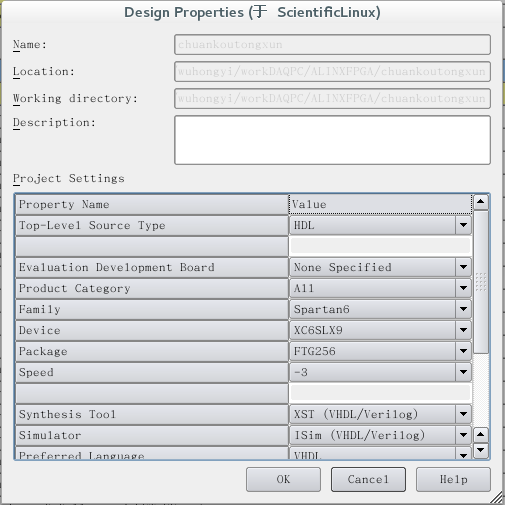 Design Properties (于 ScientificLinux)
Name: chuankoutongxun
Location: wuhongyi/workDAQPC/ALINXFPGA/chuankoutongxun
Working directory: wuhongyi/workDAQPC/ALINXFPGA/chuankoutongxun
Description:
Project Settings
Property Name Value
Top-Level Source Type HDL
Evaluation Development Board None Specified
Product Category All
Family Spartan6
Device XC6SLX9
Package FTG256
Speed -3
Synthesis Tool XST (VHDL/Verilog)
Simulator ISim (VHDL/Verilog)
Preferred Language VHDL
OK Cancel Help